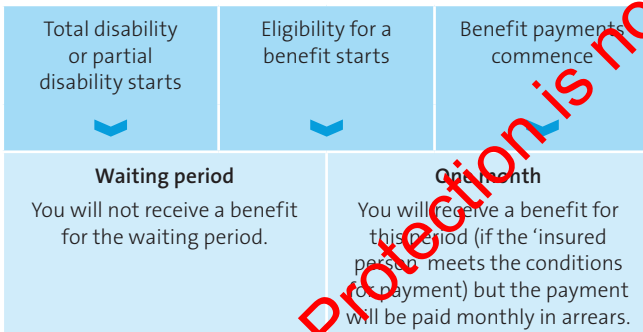 Total disability
or partial
disability starts
Eligibility for a
benefit starts
Benefit payments
commence
Waiting period
You will not receive a benefit
for the waiting period.
One month
You will receive a benefit for
this period (if the ‘insured
person’ meets the conditions
for payment) but the payment
will be paid monthly in arrears.
Protection is no